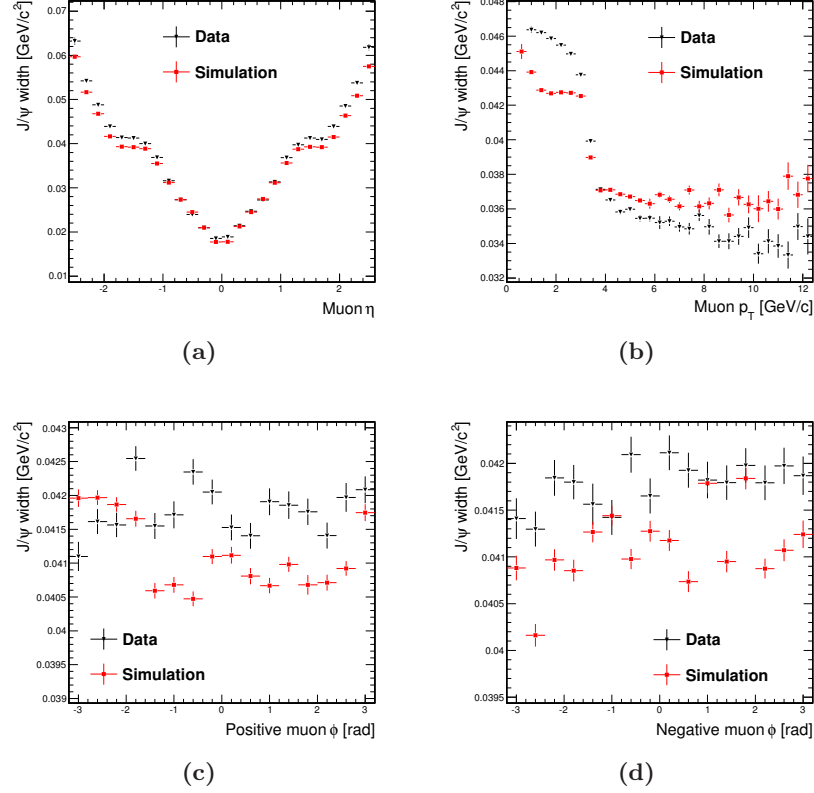 J/ψ width [GeV/c²]
0.07
0.06
0.05
0.04
0.03
0.02
0.01
Data
Simulation
-2 -1 0 1 2
Muon η
(a)
J/ψ width [GeV/c²]
0.048
0.046
0.044
0.042
0.04
0.038
0.036
0.034
0.032
Data
Simulation
0 2 4 6 8 10 12
Muon p_T [GeV/c]
(b)
J/ψ width [GeV/c²]
0.043
0.0425
0.042
0.0415
0.041
0.0405
0.04
0.0395
0.039
Data
Simulation
-3 -2 -1 0 1 2 3
Positive muon ϕ [rad]
(c)
J/ψ width [GeV/c²]
0.042
0.0415
0.041
0.0405
0.04
0.0395
Data
Simulation
-3 -2 -1 0 1 2 3
Negative muon ϕ [rad]
(d)